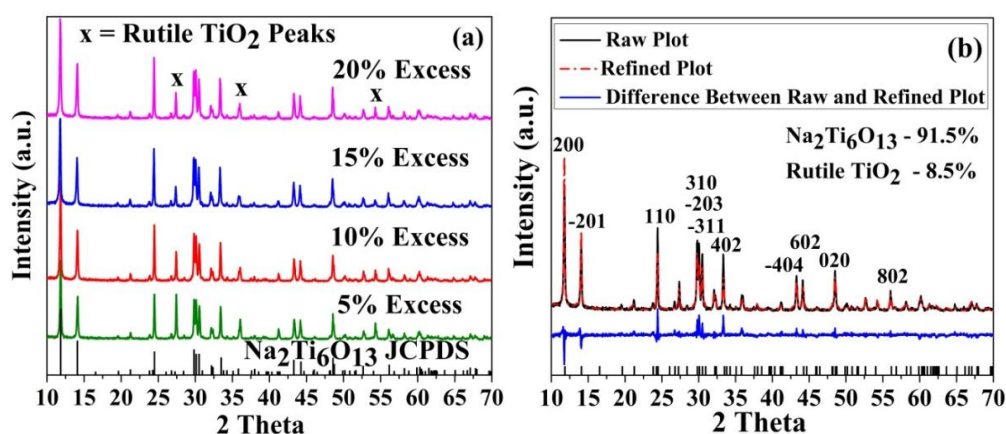 (a)
x = Rutile TiO2 Peaks
20% Excess
x
x
x
15% Excess
10% Excess
5% Excess
Na2Ti6O13 JCPDS
Intensity (a.u.)
10 15 20 25 30 35 40 45 50 55 60 65 70
2 Theta
(b)
Raw Plot
Refined Plot
Difference Between Raw and Refined Plot
Na2Ti6O13 - 91.5%
Rutile TiO2 - 8.5%
200
-201
110
310
-203
-311
402
-404
602
020
802
Intensity (a.u.)
10 15 20 25 30 35 40 45 50 55 60 65 70
2 Theta